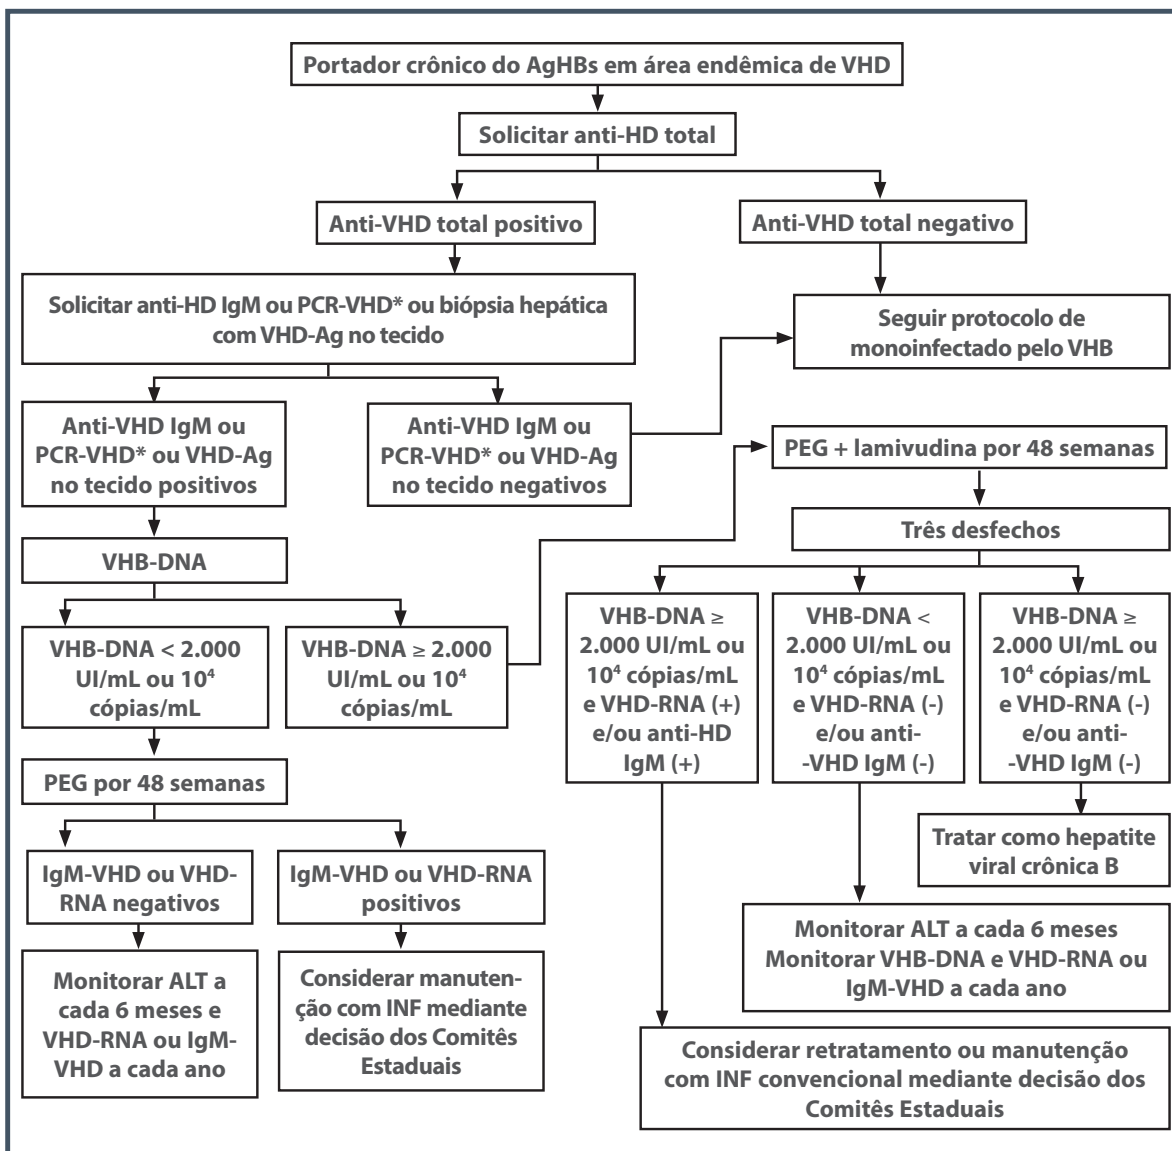 Portador crônico do AgHBs em área endêmica de VHD
Solicitar anti-HD total
Anti-VHD total positivo
Anti-VHD total negativo
Solicitar anti-HD IgM ou PCR-VHD* ou biópsia hepática
com VHD-Ag no tecido
Seguir protocolo de
monoinfectado pelo VHB
Anti-VHD IgM ou
PCR-VHD* ou VHD-Ag
no tecido positivos
Anti-VHD IgM ou
PCR-VHD* ou VHD-Ag
no tecido negativos
PEG + lamivudina por 48 semanas
Três desfechos
VHB-DNA
VHB-DNA < 2.000
UI/mL ou 10⁴
cópias/mL
VHB-DNA ≥ 2.000
UI/mL ou 10⁴
cópias/mL
VHB-DNA ≥
2.000 UI/mL ou
10⁴ cópias/mL
e VHD-RNA (+)
e/ou anti-HD
IgM (+)
VHB-DNA <
2.000 UI/mL ou
10⁴ cópias/mL
e VHD-RNA (-)
e/ou anti-
-VHD IgM (-)
VHB-DNA ≥
2.000 UI/mL ou
10⁴ cópias/mL
e VHD-RNA (-)
e/ou anti-
-VHD IgM (-)
PEG por 48 semanas
Tratar como hepatite
viral crônica B
IgM-VHD ou VHD-
RNA negativos
IgM-VHD ou VHD-RNA
positivos
Monitorar ALT a cada 6 meses
Monitorar VHB-DNA e VHD-RNA ou
IgM-VHD a cada ano
Monitorar ALT a
cada 6 meses e
VHD-RNA ou IgM-
VHD a cada ano
Considerar manuten-
ção com INF mediante
decisão dos Comitês
Estaduais
Considerar retratamento ou manutenção
com INF convencional mediante decisão dos
Comitês Estaduais